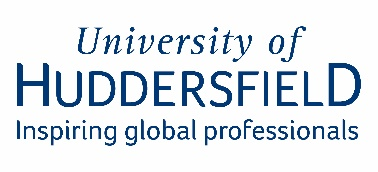 University of
HUDDERSFIELD
Inspiring global professionals